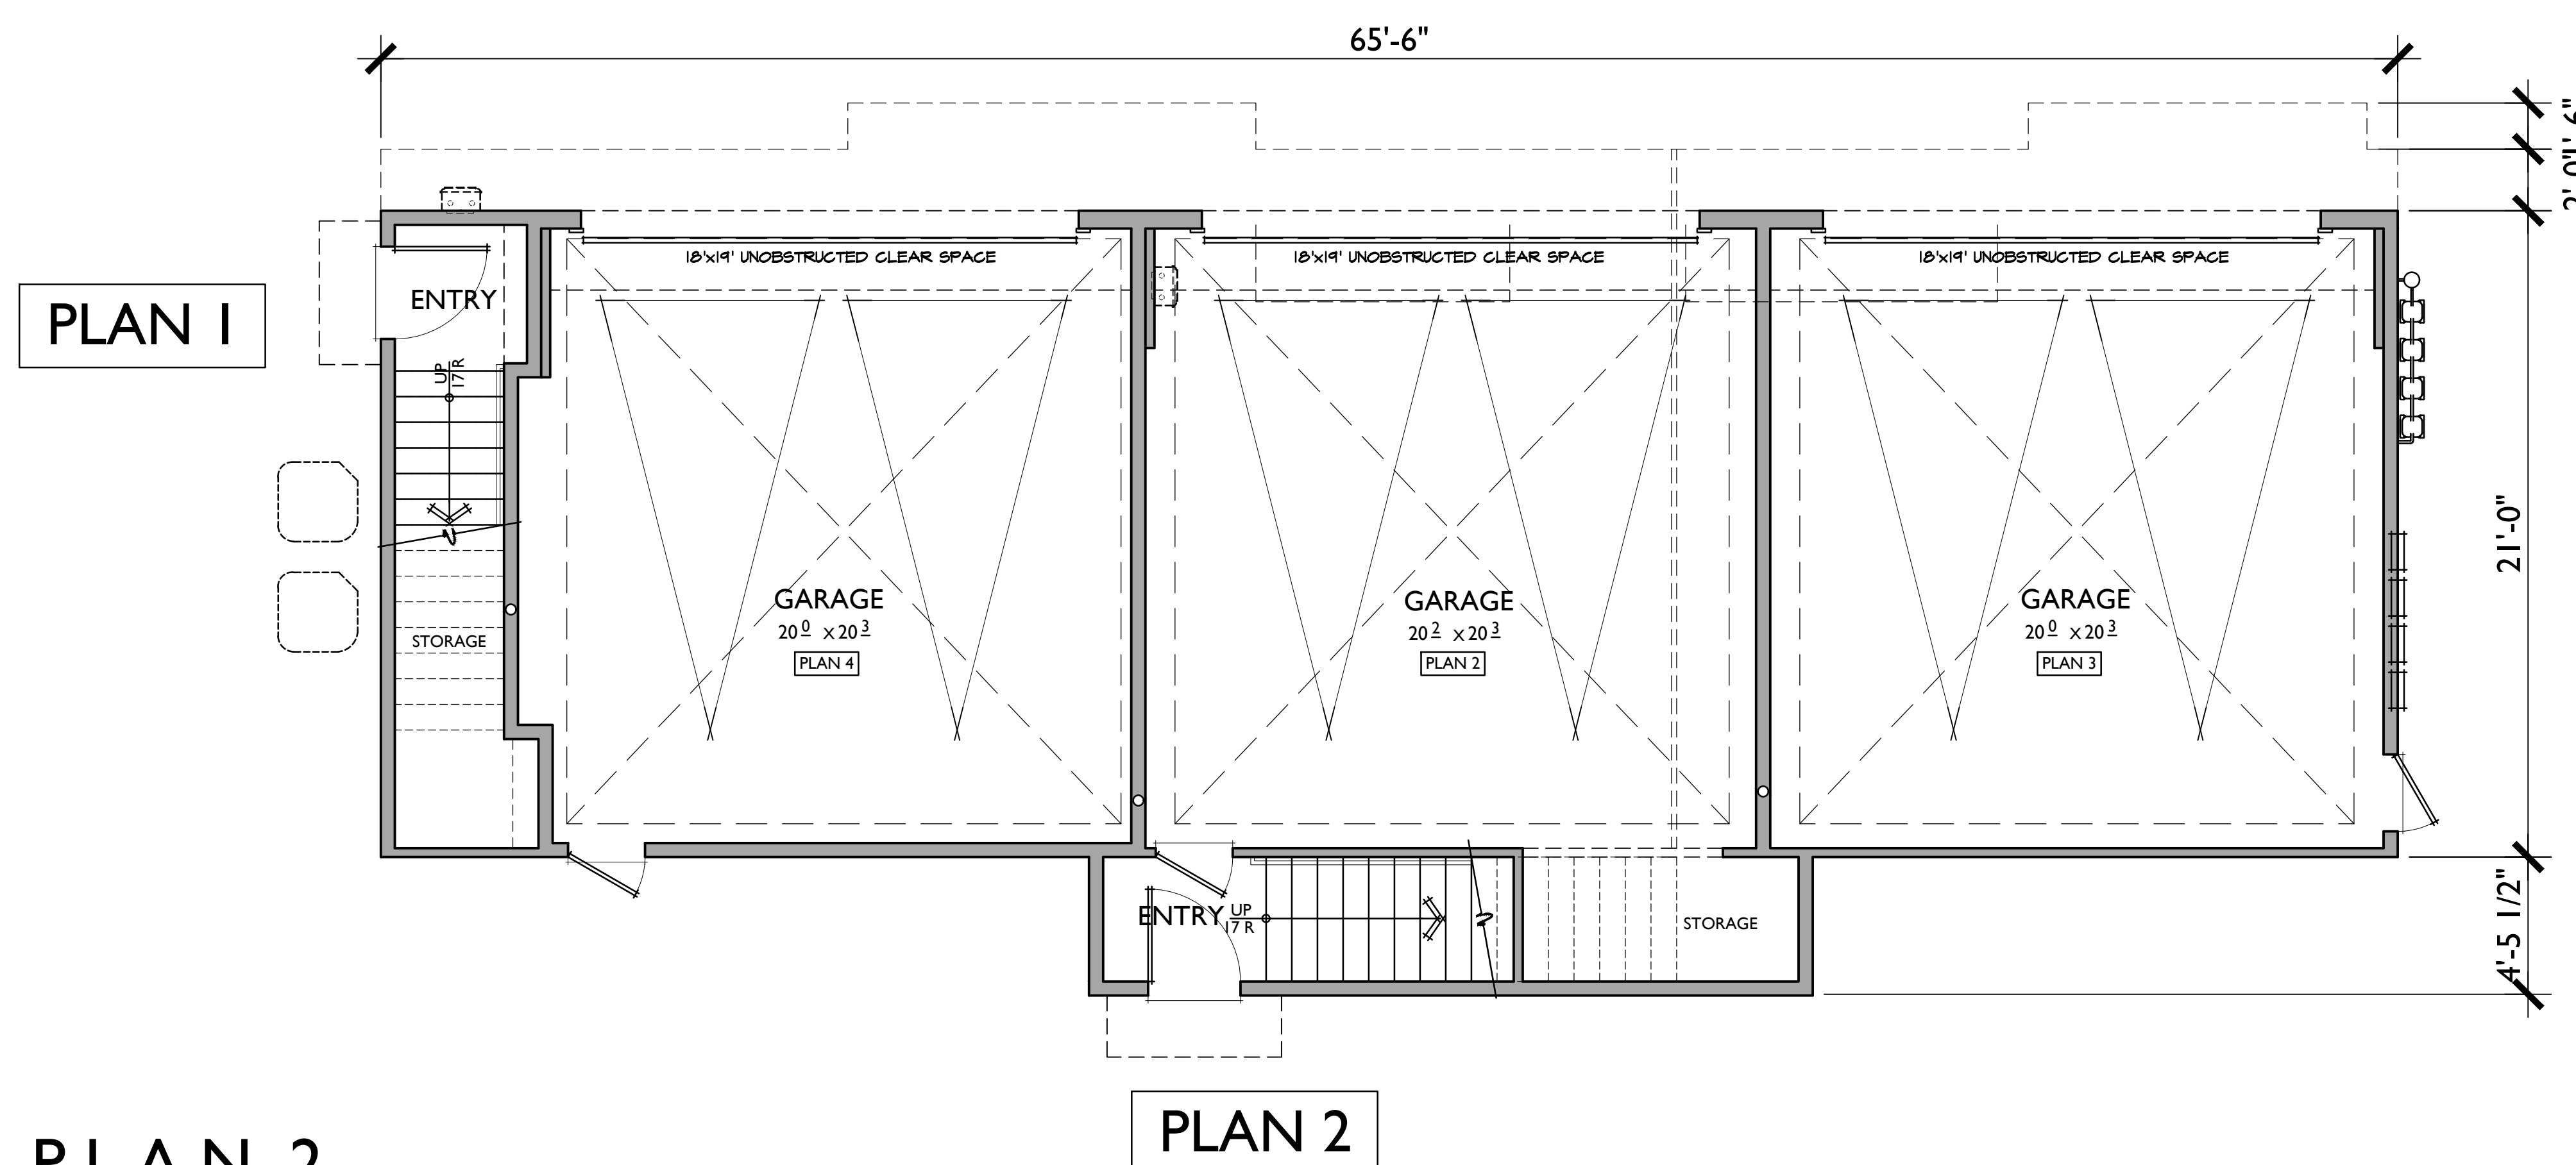 65'-6"
18'x19' UNOBSTRUCTED CLEAR SPACE
18'x19' UNOBSTRUCTED CLEAR SPACE
18'x19' UNOBSTRUCTED CLEAR SPACE
ENTRY
PLAN 1
UP
17 R
21'-0"
GARAGE
20 0 x 20 3
PLAN 4
GARAGE
20 2 x 20 3
PLAN 2
GARAGE
20 0 x 20 3
PLAN 3
STORAGE
ENTRY
UP
17 R
STORAGE
4'-5 1/2"
PLAN 2